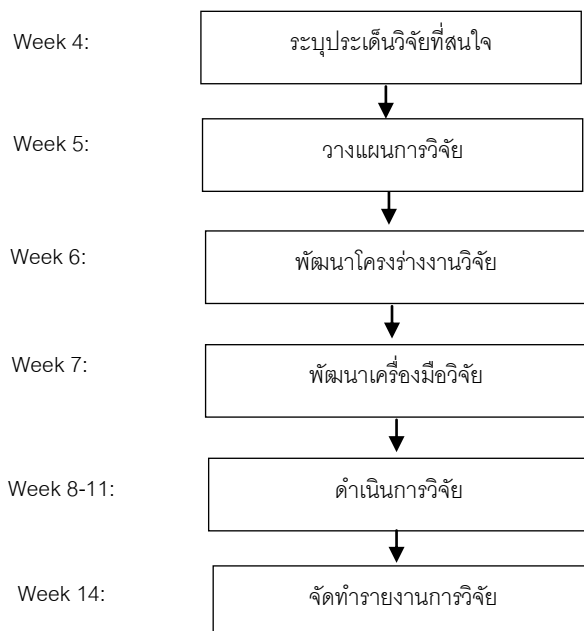 Week 4: ระบุประเด็นวิจัยที่สนใจ
Week 5: วางแผนการวิจัย
Week 6: พัฒนาโครงร่างงานวิจัย
Week 7: พัฒนาเครื่องมือวิจัย
Week 8-11: ดำเนินการวิจัย
Week 14: จัดทำรายงานการวิจัย